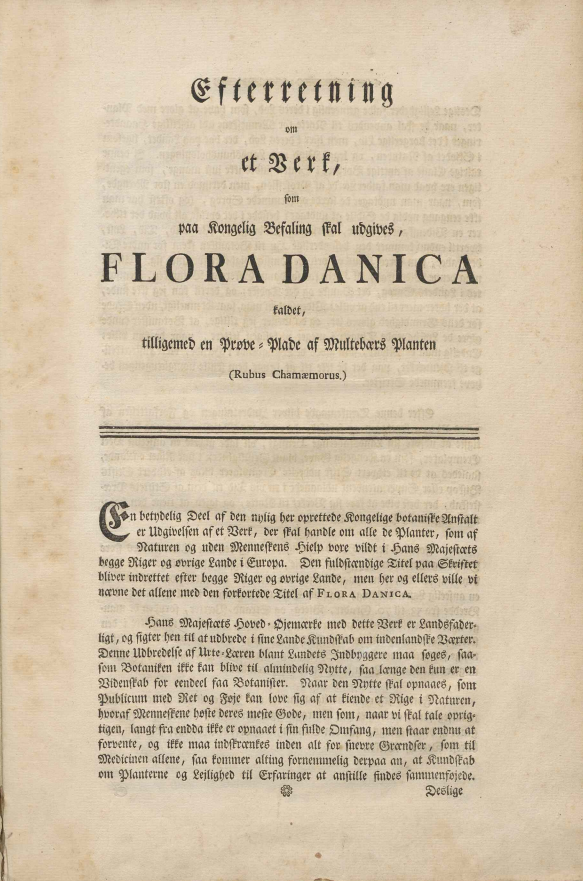 Efterretning
om
et Verk,
som
paa Kongelig Befaling skal udgives,
FLORA DANICA
kaldet,
tilligemed en Prøve-Plade af Multebærs Planten
(Rubus Chamæmorus.)
En betydelig Deel af den nylig her oprettede Kongelige botaniske Anstalt
er Udgivelsen af et Verk, der skal handle om alle de Planter, som af
Naturen og uden Menneskens Hielp vore vildt i Hans Majestæts
begge Riger og øvrige Lande i Europa. Den fuldstændige Titel paa Skriftet
bliver indrettet efter begge Riger og øvrige Lande, men her og ellers ville vi
nævne det allene med den forkortede Titel af FLORA DANICA.
Hans Majestæts Hoved-Øjemærke med dette Verk er Landsfader-
ligt, og sigter hen til at udbrede i sine Lande Kundskab om indenlandske Væxter.
Denne Udbredelse af Urte-Læren blant Landets Indbyggere maa søges, saa-
som Botaniken ikke kan blive til almindelig Nytte, saa længe den kun er en
Videnskab for eendeel faa Botanister. Naar den Nytte skal opnaaes, som
Publicum med Ret og Føje kan love sig af at kiende et Rige i Naturen,
hvoraf Menneskene høste deres meste Gode, men som, naar vi skal tale oprig-
tigen, langt fra endda ikke er opnaaet i sin fulde Omfang, men staar endnu at
forvente, og ikke maa indskrænkes inden alt for snevre Grændser, som til
Medicinen allene, saa kommer alting fornemmelig derpaa an, at Kundskab
om Planterne og Lejlighed til Erfaringer at anstille findes sammenføjede.
Deslige